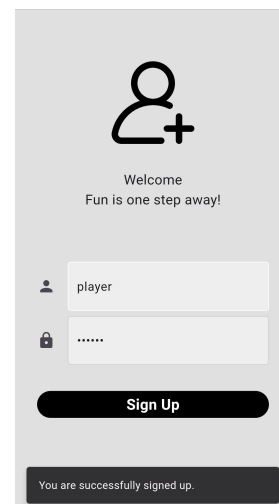 Welcome
Fun is one step away!
player
••••••
Sign Up
You are successfully signed up.